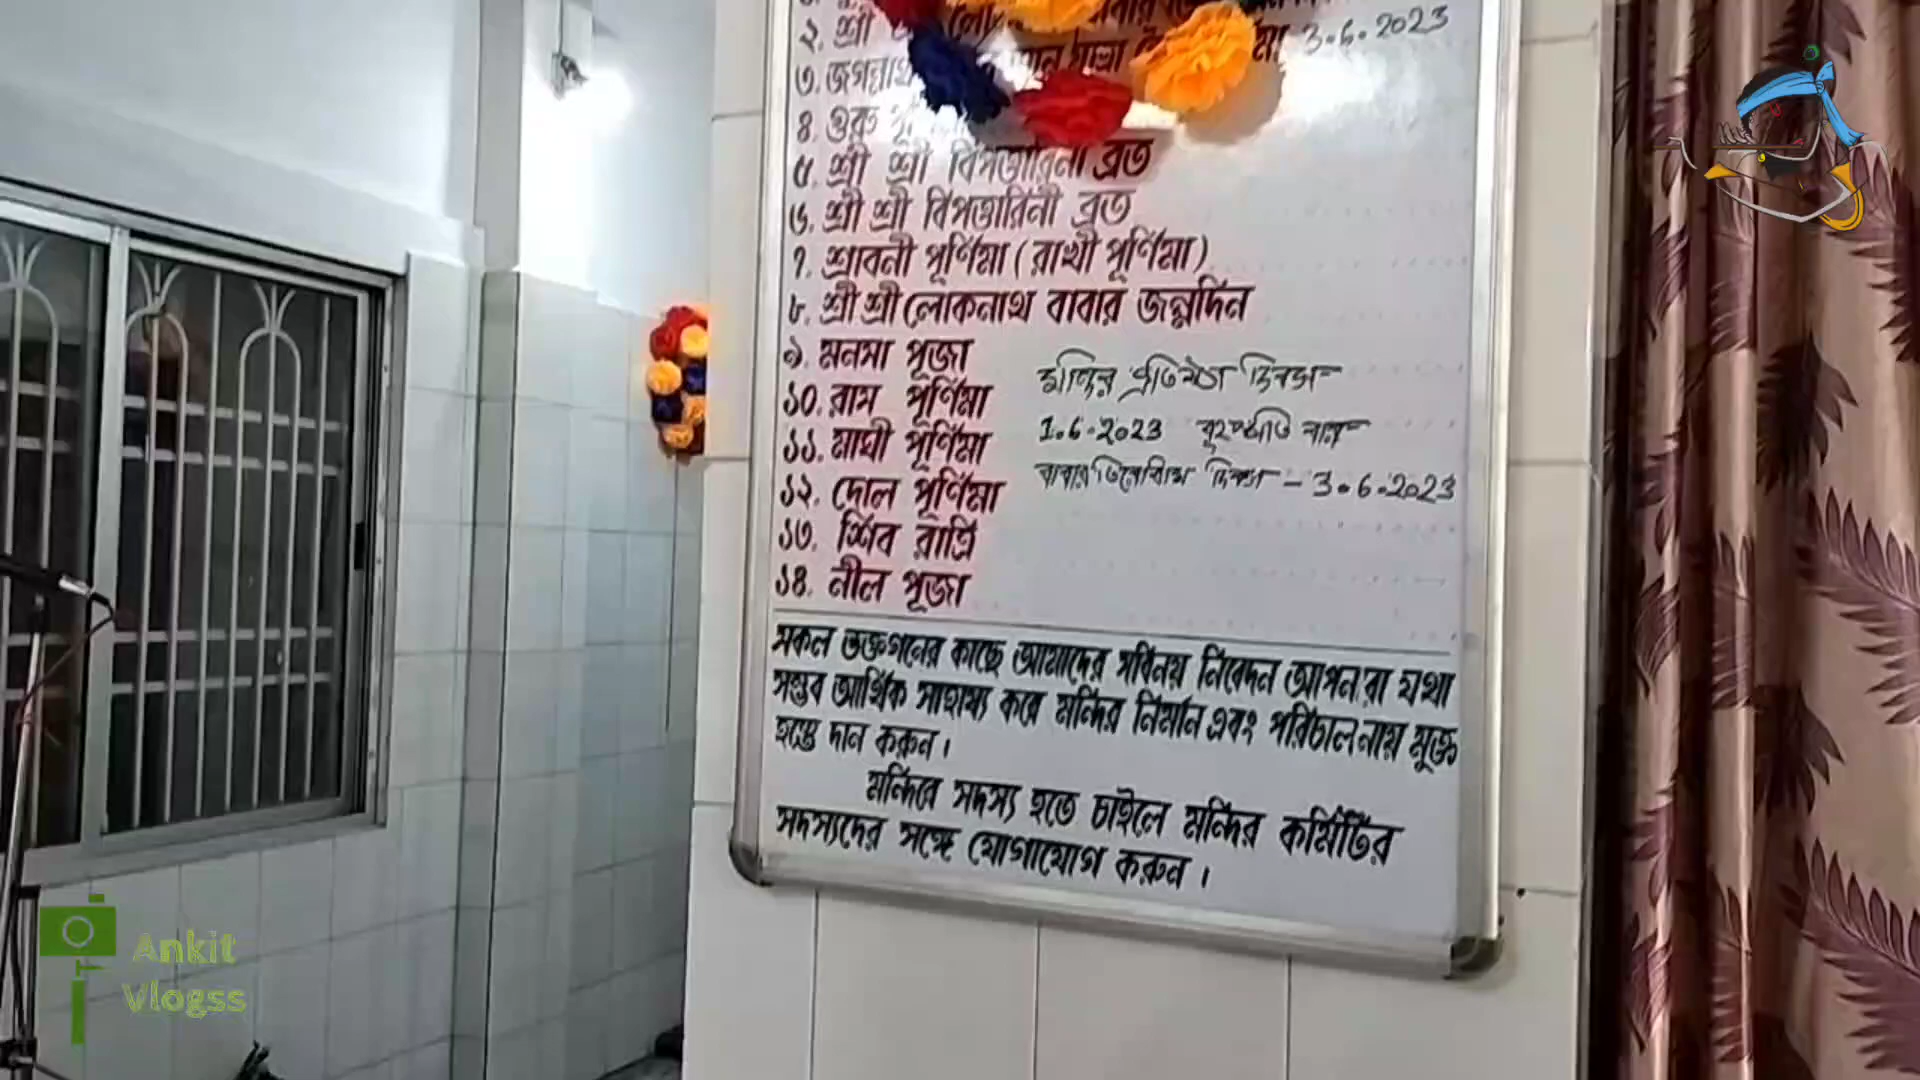 ২. শ্রী 3.6.2023
৩. জগন্নাথ
৪. গুরু
৫. শ্রী শ্রী বিপত্তারিনী ব্রত
৬. শ্রী শ্রী বিপত্তারিনী ব্রত
৭. শ্রাবনী পূর্ণিমা (রাখী পূর্ণিমা)
৮. শ্রী শ্রী লোকনাথ বাবার জন্মদিন
৯. মনসা পূজা
১০. রাস পূর্ণিমা
১১. মাঘী পূর্ণিমা
১২. দোল পূর্ণিমা
১৩. শিব রাত্রি
১৪. নীল পূজা
মন্দির প্রতিষ্ঠা দিবস
1.6.2023 বৃহস্পতি বার
বাবার তিরোধান দিবস - 3.6.2023
সকল ভক্তগনের কাছে আমাদের সবিনয় নিবেদন আপনারা যথা
সম্ভব আর্থিক সাহায্য করে মন্দির নির্মান এবং পরিচালনায় মুক্ত
হস্তে দান করুন।
মন্দিরে সদস্য হতে চাইলে মন্দির কমিটির
সদস্যদের সঙ্গে যোগাযোগ করুন।
Ankit
Vlogss